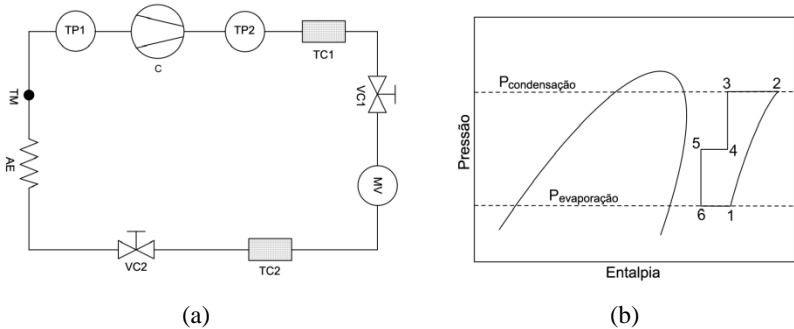 TP1
C
TP2
TC1
VC1
MV
TC2
VC2
AE
TM
(a)
Pressão
Pcondensação
3
2
5
4
Pevaporação
6
1
Entalpia
(b)